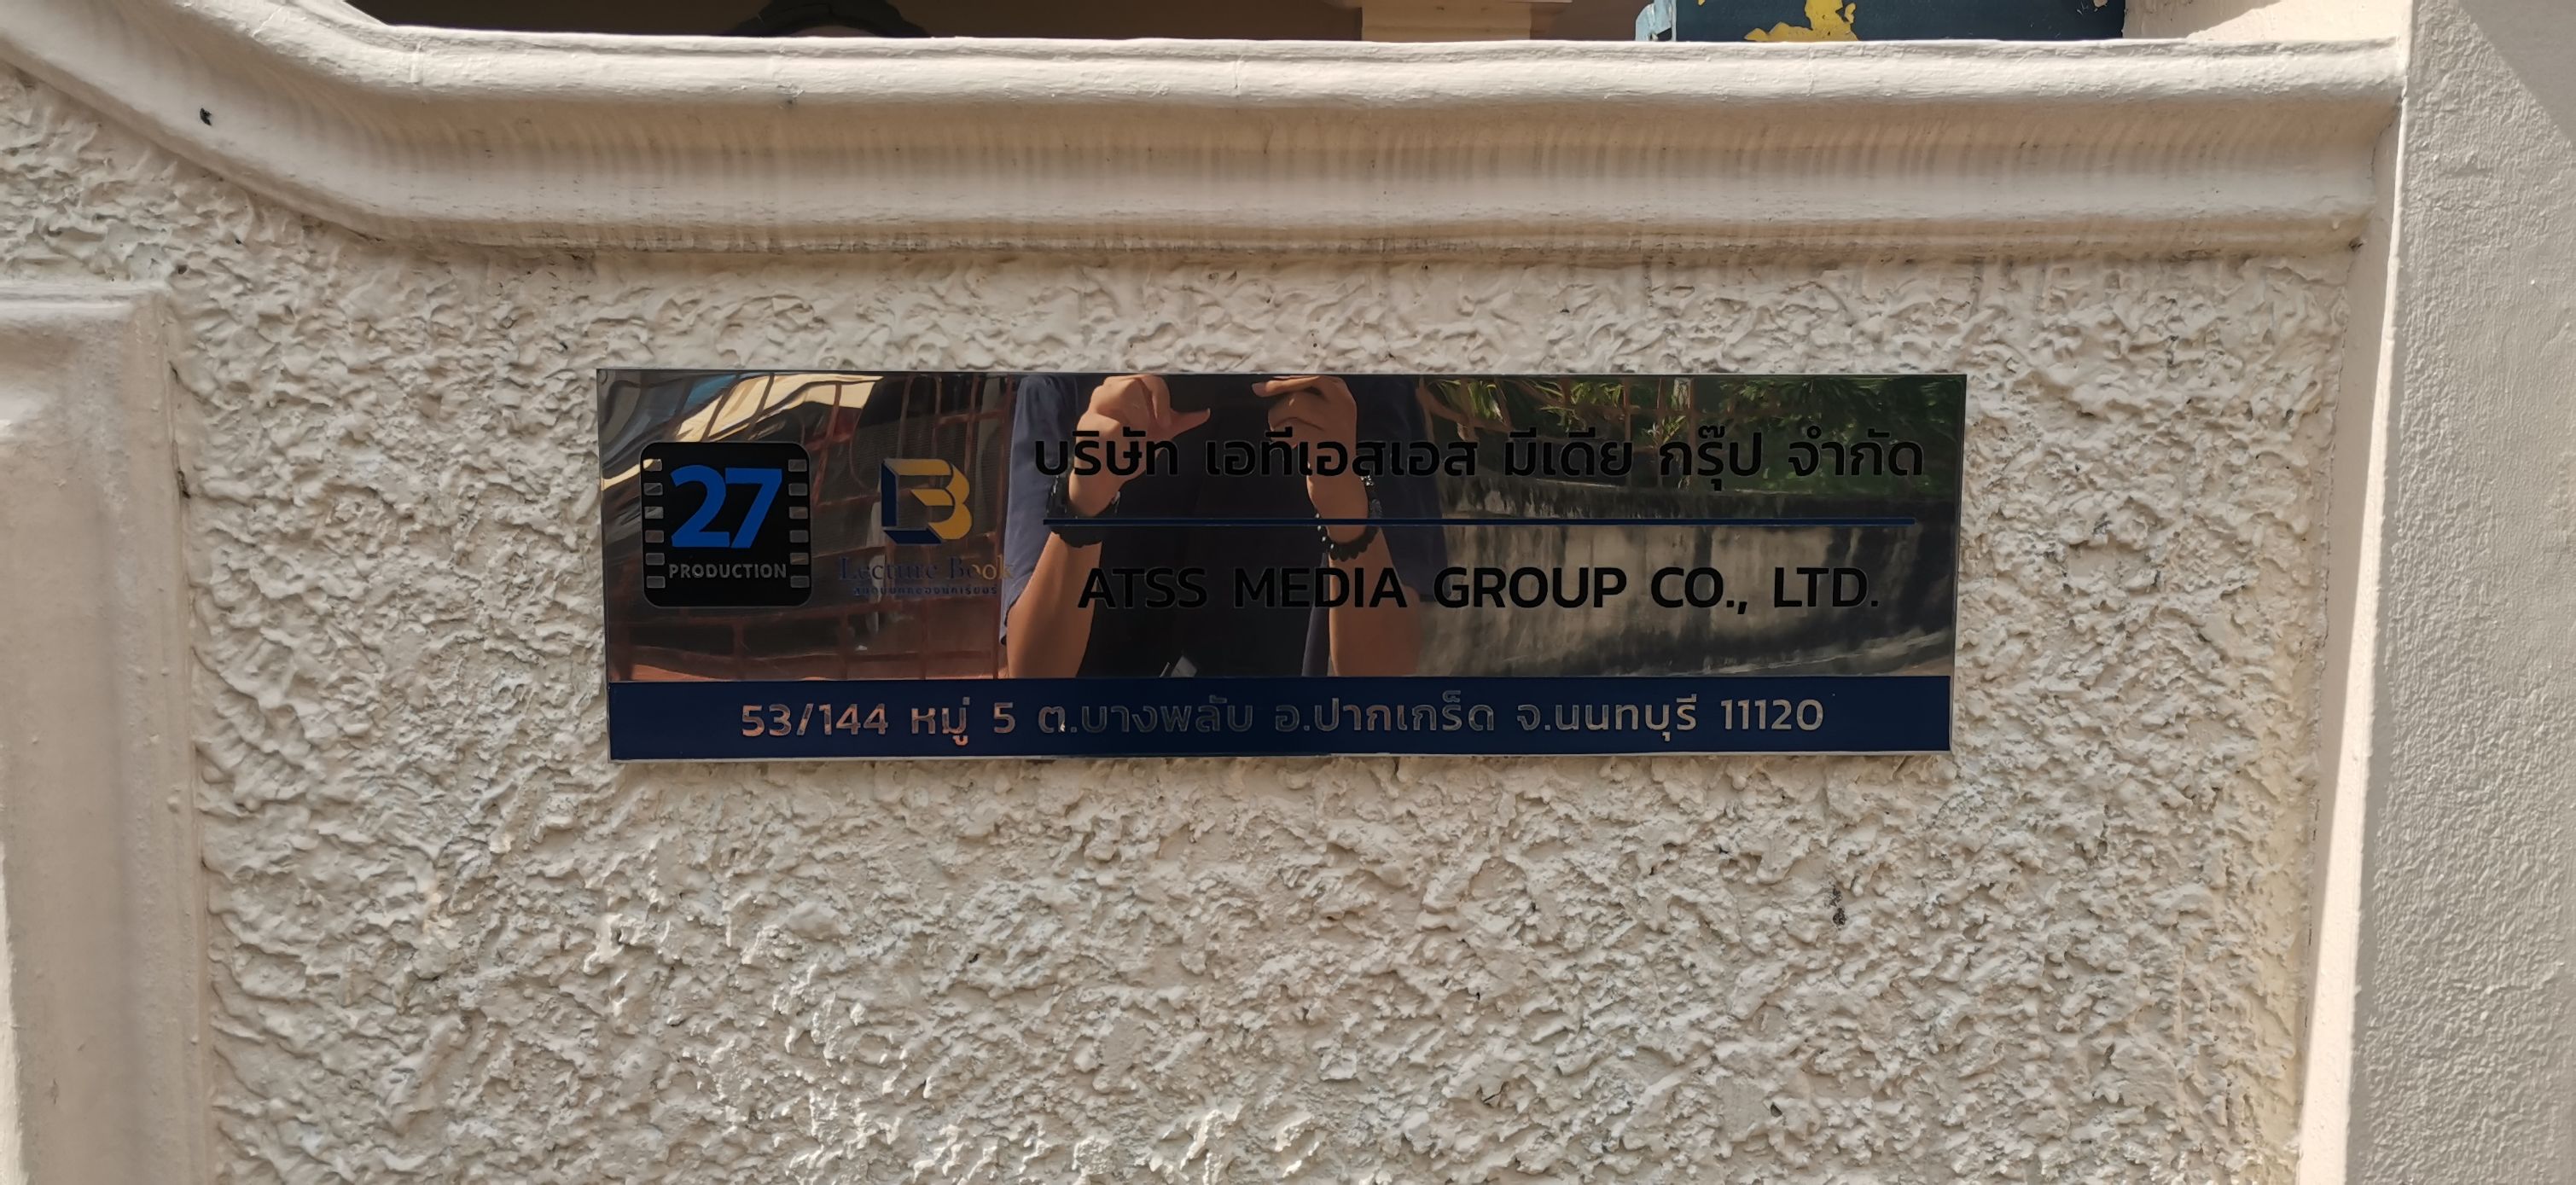 27
PRODUCTION
Lecture Book
บริษัท เอทีเอสเอส มีเดีย กรุ๊ป จำกัด
ATSS MEDIA GROUP CO., LTD.
53/144 หมู่ 5 ต.บางพลับ อ.ปากเกร็ด จ.นนทบุรี 11120